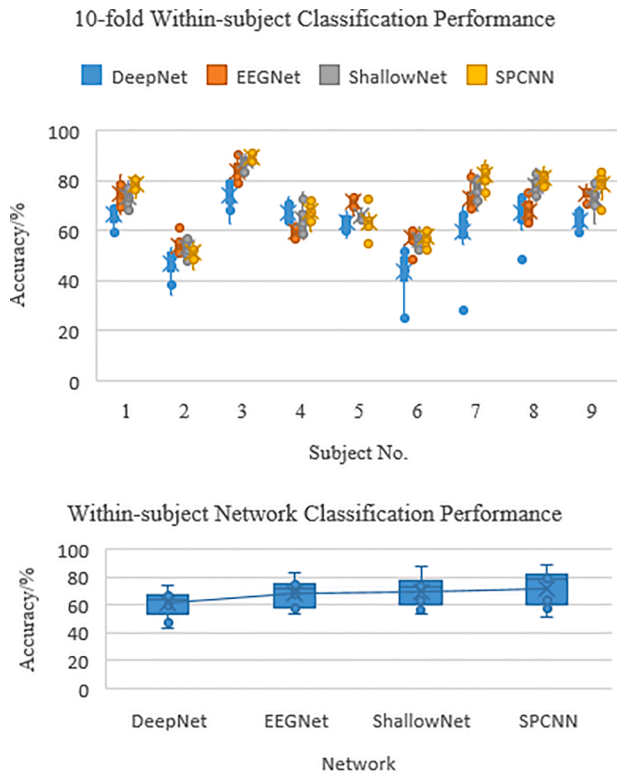 10-fold Within-subject Classification Performance
DeepNet EEGNet ShallowNet SPCNN
100
80
60
40
20
0
Accuracy/%
1 2 3 4 5 6 7 8 9
Subject No.
Within-subject Network Classification Performance
100
80
60
40
20
0
Accuracy/%
DeepNet EEGNet ShallowNet SPCNN
Network